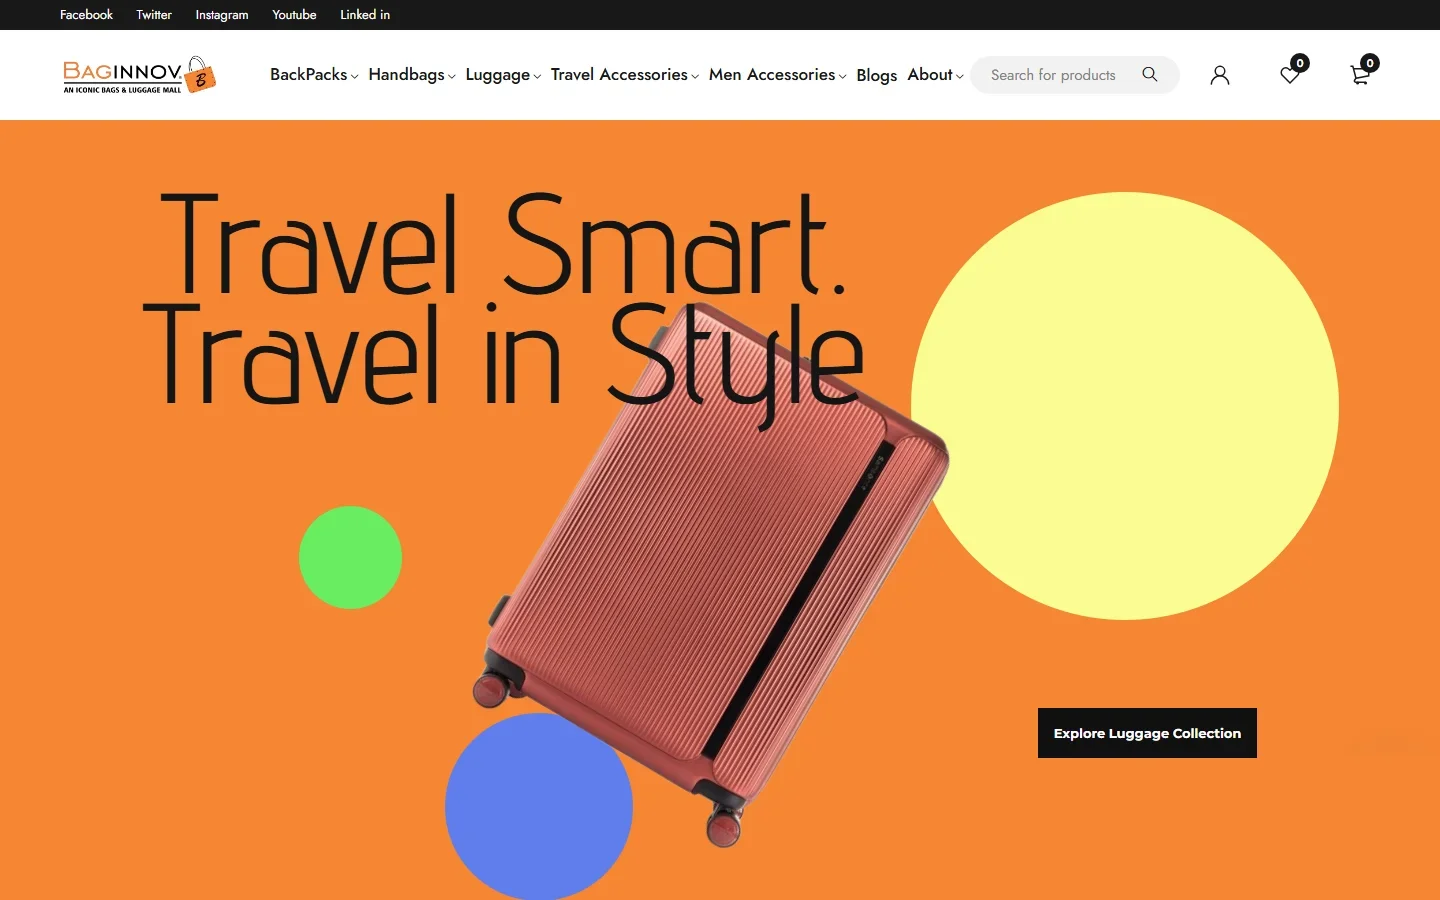 Facebook Twitter Instagram Youtube Linked in
BAGINNOV
AN ICONIC BAGS & LUGGAGE MALL
B
BackPacks Handbags Luggage Travel Accessories Men Accessories Blogs About
Search for products
0
0
Travel Smart.
Travel in Style
Explore Luggage Collection